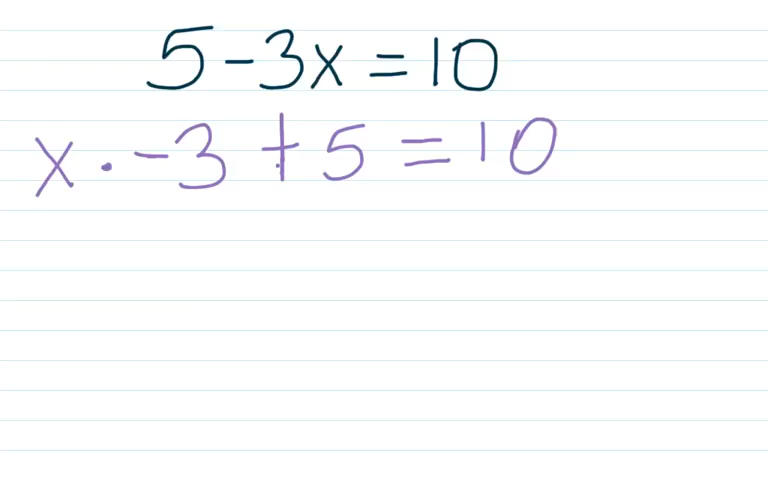 5-3x=10
x · -3 + 5 = 10